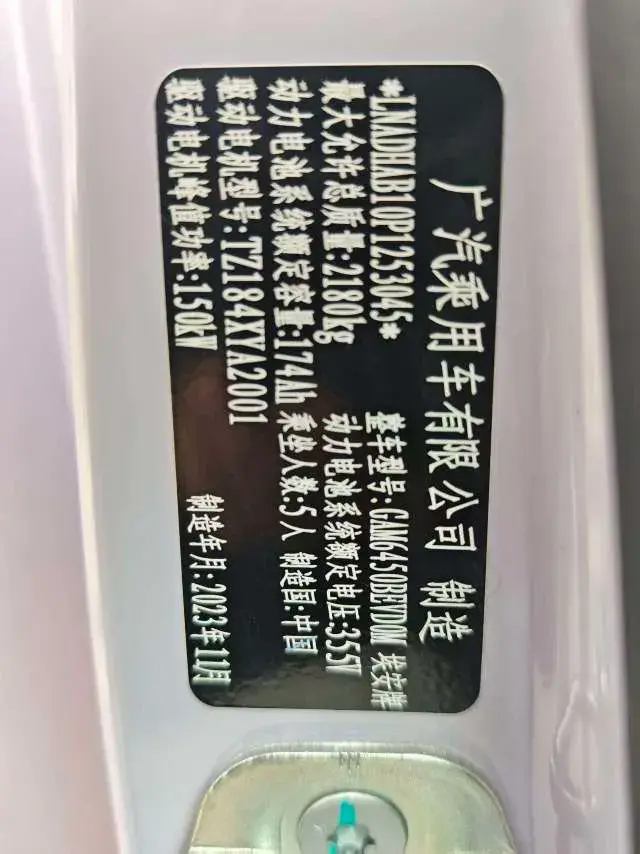 广汽乘用车有限公司 制造
*LNADHAB10P1253045* 整车型号:GAM6450BEVD0M 埃安牌
最大允许总质量:2180kg 动力电池系统额定电压:355V
动力电池系统额定容量:174Ah 乘坐人数:5人 制造国:中国
驱动电机型号:TZ184XYA2001
驱动电机峰值功率:150kW 制造年月:2023年11月